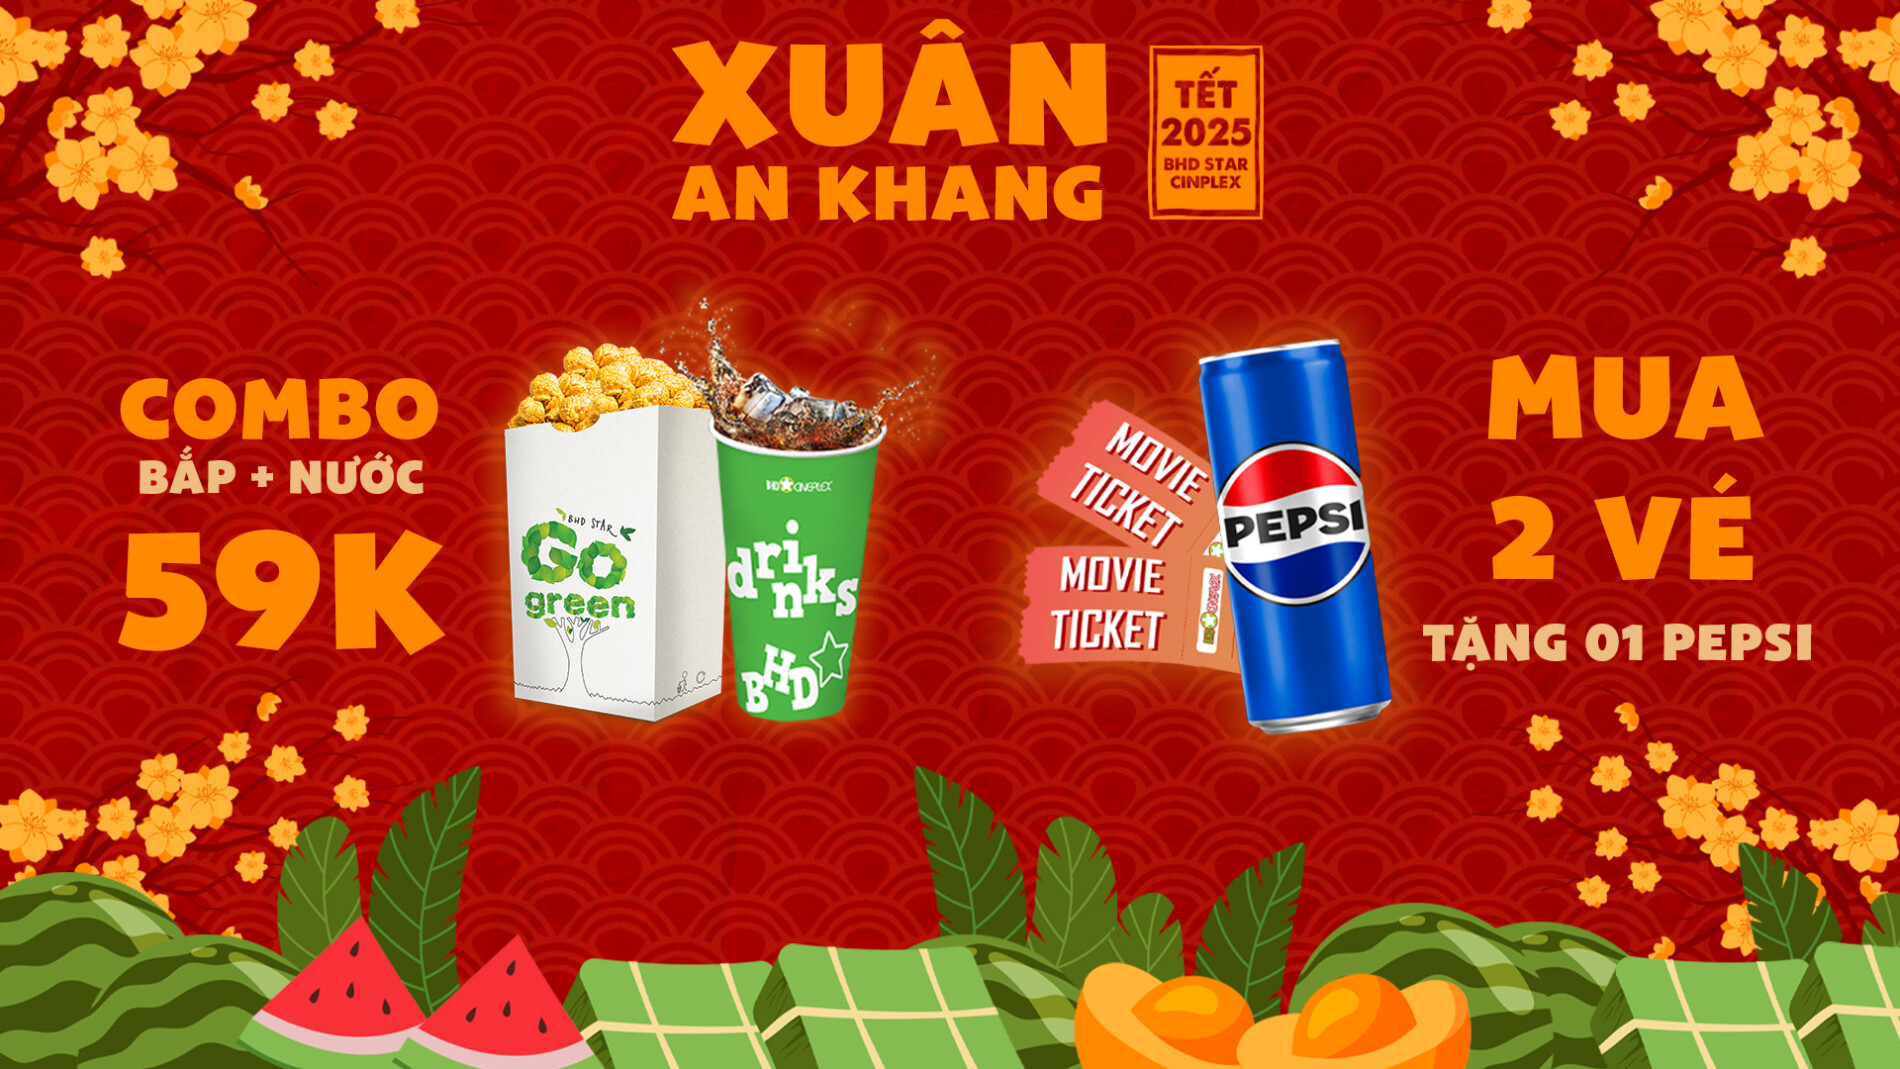 XUÂN
AN KHANG
TẾT
2025
BHD STAR
CINPLEX
COMBO
BẮP + NƯỚC
59K
BHD STAR
Go
green
BHD CINEPLEX
drinks
BHD
MOVIE
TICKET
MOVIE
TICKET
PEPSI
MUA
2 VÉ
TẶNG 01 PEPSI